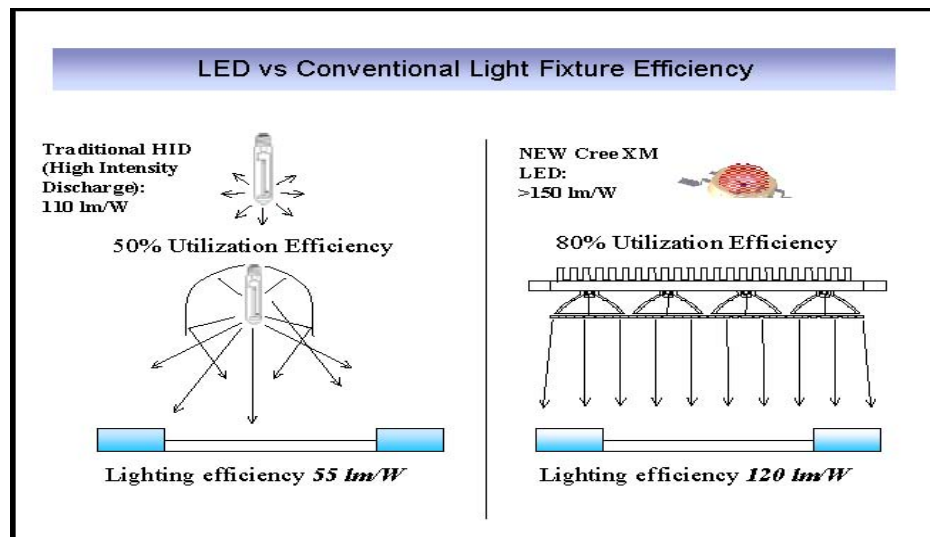 LED vs Conventional Light Fixture Efficiency
Traditional HID
(High Intensity
Discharge):
110 lm/W
50% Utilization Efficiency
Lighting efficiency 55 lm/W
NEW Cree XM
LED:
>150 lm/W
80% Utilization Efficiency
Lighting efficiency 120 lm/W